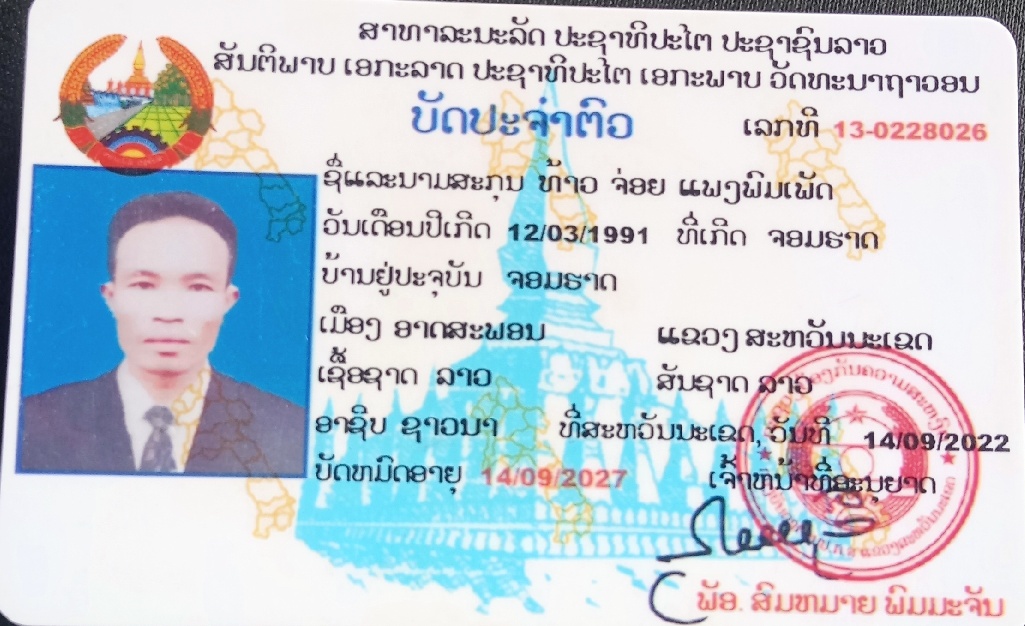 ສາທາລະນະລັດ ປະຊາທິປະໄຕ ປະຊາຊົນລາວ
ສັນຕິພາບ ເອກະລາດ ປະຊາທິປະໄຕ ເອກະພາບ ວັດທະນາຖາວອນ
ບັດປະຈຳຕົວ ເລກທີ 13-0228026
ຊື່ແລະນາມສະກຸນ ທ້າວ ຈ່ອຍ ແພງພິມເພັດ
ວັນເດືອນປີເກີດ 12/03/1991 ທີ່ເກີດ ຈອມຮາດ
ບ້ານຢູ່ປະຈຸບັນ ຈອມຮາດ
ເມືອງ ອາດສະພອນ ແຂວງ ສະຫວັນນະເຂດ
ເຊື້ອຊາດ ລາວ ສັນຊາດ ລາວ
ອາຊີບ ຊາວນາ ທີ່ສະຫວັນນະເຂດ, ວັນທີ 14/09/2022
ບັດຫມົດອາຍຸ 14/09/2027 ເຈົ້າຫນ້າທີ່ອະນຸຍາດ
ພັອ. ສົມຫມາຍ ພິມມະຈັນ